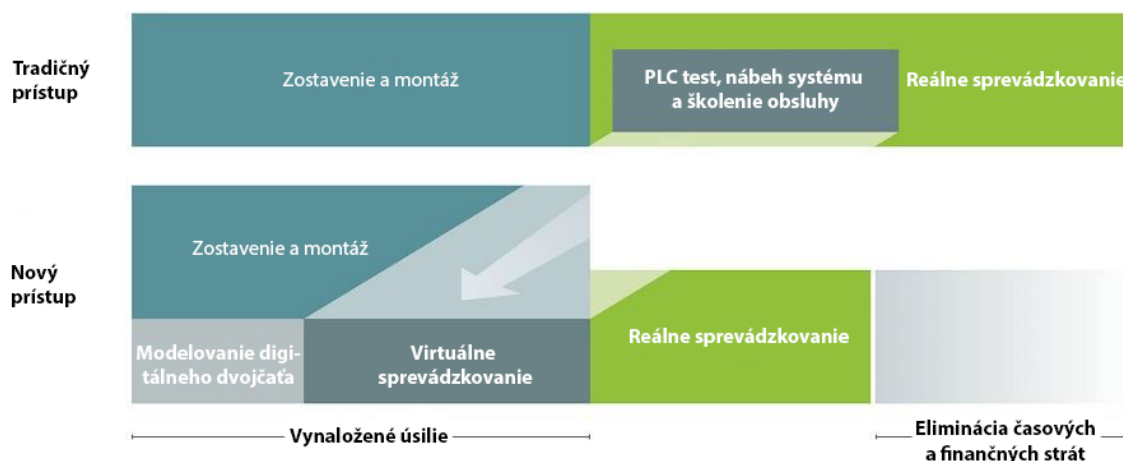 Tradičný
prístup
Zostavenie a montáž
PLC test, nábeh systému
a školenie obsluhy
Reálne sprevádzkovanie
Nový
prístup
Zostavenie a montáž
Modelovanie digi-
tálneho dvojčaťa
Virtuálne
sprevádzkovanie
Reálne sprevádzkovanie
Vynaložené úsilie
Eliminácia časových
a finančných strát